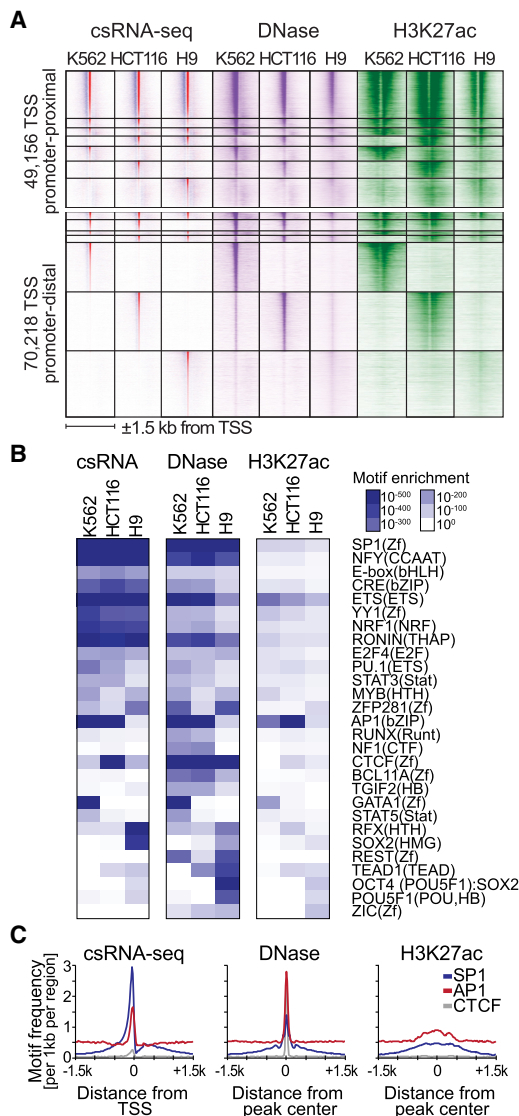 A
csRNA-seq DNase H3K27ac
K562 HCT116 H9 K562 HCT116 H9 K562 HCT116 H9
49,156 TSS
promoter-proximal
70,218 TSS
promoter-distal
±1.5 kb from TSS
B
csRNA DNase H3K27ac
K562 HCT116 H9 K562 HCT116 H9 K562 HCT116 H9
Motif enrichment
10-500 10-200
10-400 10-100
10-300 100
SP1(Zf)
NFY(CCAAT)
E-box(bHLH)
CRE(bZIP)
ETS(ETS)
YY1(Zf)
NRF1(NRF)
RONIN(THAP)
E2F4(E2F)
PU.1(ETS)
STAT3(Stat)
MYB(HTH)
ZFP281(Zf)
AP1(bZIP)
RUNX(Runt)
NF1(CTF)
CTCF(Zf)
BCL11A(Zf)
TGIF2(HB)
GATA1(Zf)
STAT5(Stat)
RFX(HTH)
SOX2(HMG)
REST(Zf)
TEAD1(TEAD)
OCT4 (POU5F1):SOX2
POU5F1(POU,HB)
ZIC(Zf)
C
csRNA-seq DNase H3K27ac
Motif frequency
[per 1kb per region]
3
2
1
0
SP1
AP1
CTCF
-1.5k 0 +1.5k -1.5k 0 +1.5k -1.5k 0 +1.5k
Distance from Distance from Distance from
TSS peak center peak center